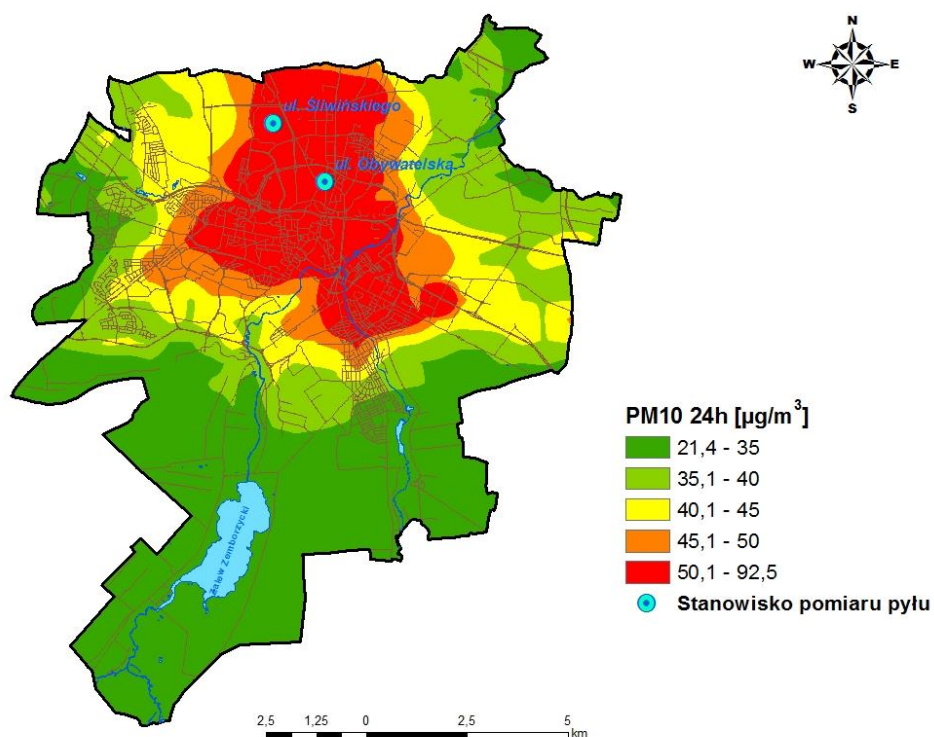 N
W E
S
ul. Śliwińskiego
ul. Obywatelska
Zalew Zemborzycki
PM10 24h [µg/m³]
21,4 - 35
35,1 - 40
40,1 - 45
45,1 - 50
50,1 - 92,5
Stanowisko pomiaru pyłu
2,5 1,25 0 2,5 5
km